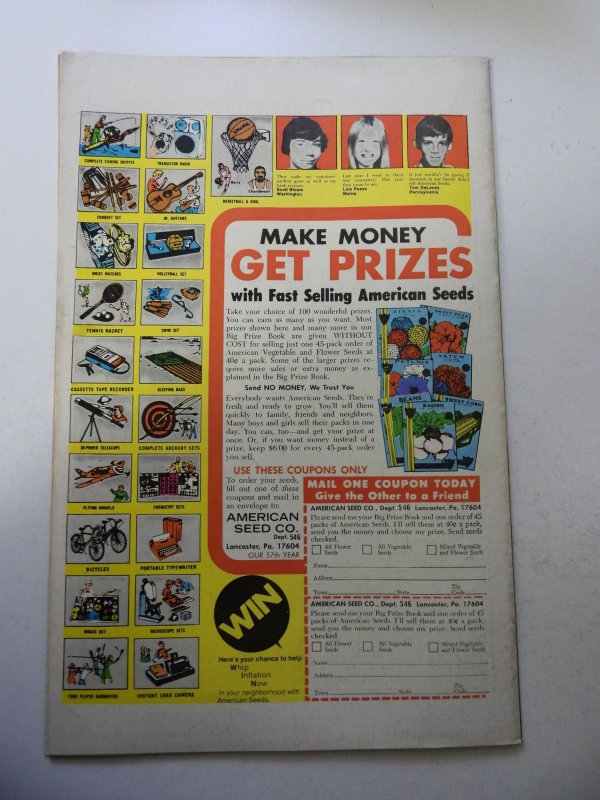 COMPLETE FISHING OUTFITS
TRANSISTOR RADIO
BASKETBALL & GOAL
CROQUET SET
JR. GUITARS
WRIST WATCHES
VOLLEYBALL SET
TENNIS RACKET
SWIM SET
CASSETTE TAPE RECORDER
SLEEPING BAGS
30-POWER TELESCOPE
COMPLETE ARCHERY SETS
FLYING MODELS
CHEMISTRY SETS
BICYCLES
PORTABLE TYPEWRITER
MAGIC SET
MICROSCOPE SETS
FOUR PLAYER BADMINTON
INSTANT LOAD CAMERA
Scott Bloom
Washington
Last year I went to them
Lois Pease
Maine
Tom DeLaney
Pennsylvania
MAKE MONEY
GET PRIZES
with Fast Selling American Seeds
Take your choice of 100 wonderful prizes.
You can earn as many as you want. Most
prizes shown here and many more in our
Big Prize Book are given WITHOUT
COST for selling just one 45-pack order of
American Vegetable and Flower Seeds at
40¢ a pack. Some of the larger prizes re-
quire more sales or extra money as ex-
plained in the Big Prize Book.
Send NO MONEY, We Trust You
Everybody wants American Seeds. They're
fresh and ready to grow. You'll sell them
quickly to family, friends and neighbors.
Many boys and girls sell their packs in one
day. You can, too—and get your prize at
once. Or, if you want money instead of a
prize, keep $6.00 for every 45-pack order
you sell.
ZINNIA
SWEET PEAS
PETUNIA
ASTER
BEANS
RADISH
SWEET CORN
USE THESE COUPONS ONLY
To order your seeds,
fill out one of these
coupons and mail in
an envelope to:
AMERICAN
SEED CO.
Dept. 546
Lancaster, Pa. 17604
OUR 57th YEAR
MAIL ONE COUPON TODAY
Give the Other to a Friend
AMERICAN SEED CO., Dept. 546 Lancaster, Pa. 17604
Please send me your Big Prize Book and one order of 45
packs of American Seeds. I'll sell them at 40¢ a pack,
send you the money and choose my prize. Send seeds
checked.
All Flower Seeds
All Vegetable Seeds
Mixed Vegetable and Flower Seeds
Name
Address
Town State Zip Code
AMERICAN SEED CO., Dept. 546 Lancaster, Pa. 17604
Please send me your Big Prize Book and one order of 45
packs of American Seeds. I'll sell them at 40¢ a pack,
send you the money and choose my prize. Send seeds
checked.
All Flower Seeds
All Vegetable Seeds
Mixed Vegetable and Flower Seeds
Name
Address
Town State Zip Code
WIN
Here's your chance to help
Whip
Inflation
Now
in your neighborhood with
American Seeds.